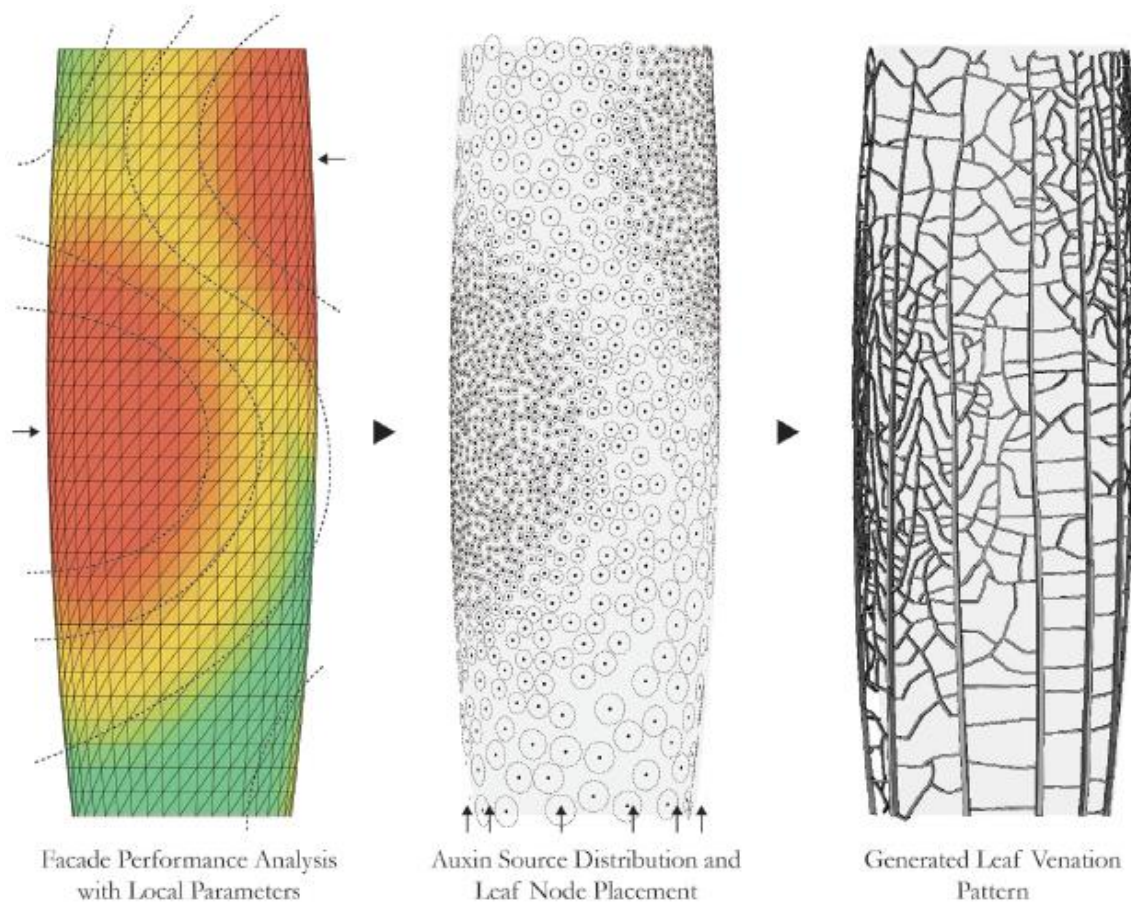 Facade Performance Analysis
with Local Parameters
Auxin Source Distribution and
Leaf Node Placement
Generated Leaf Venation
Pattern